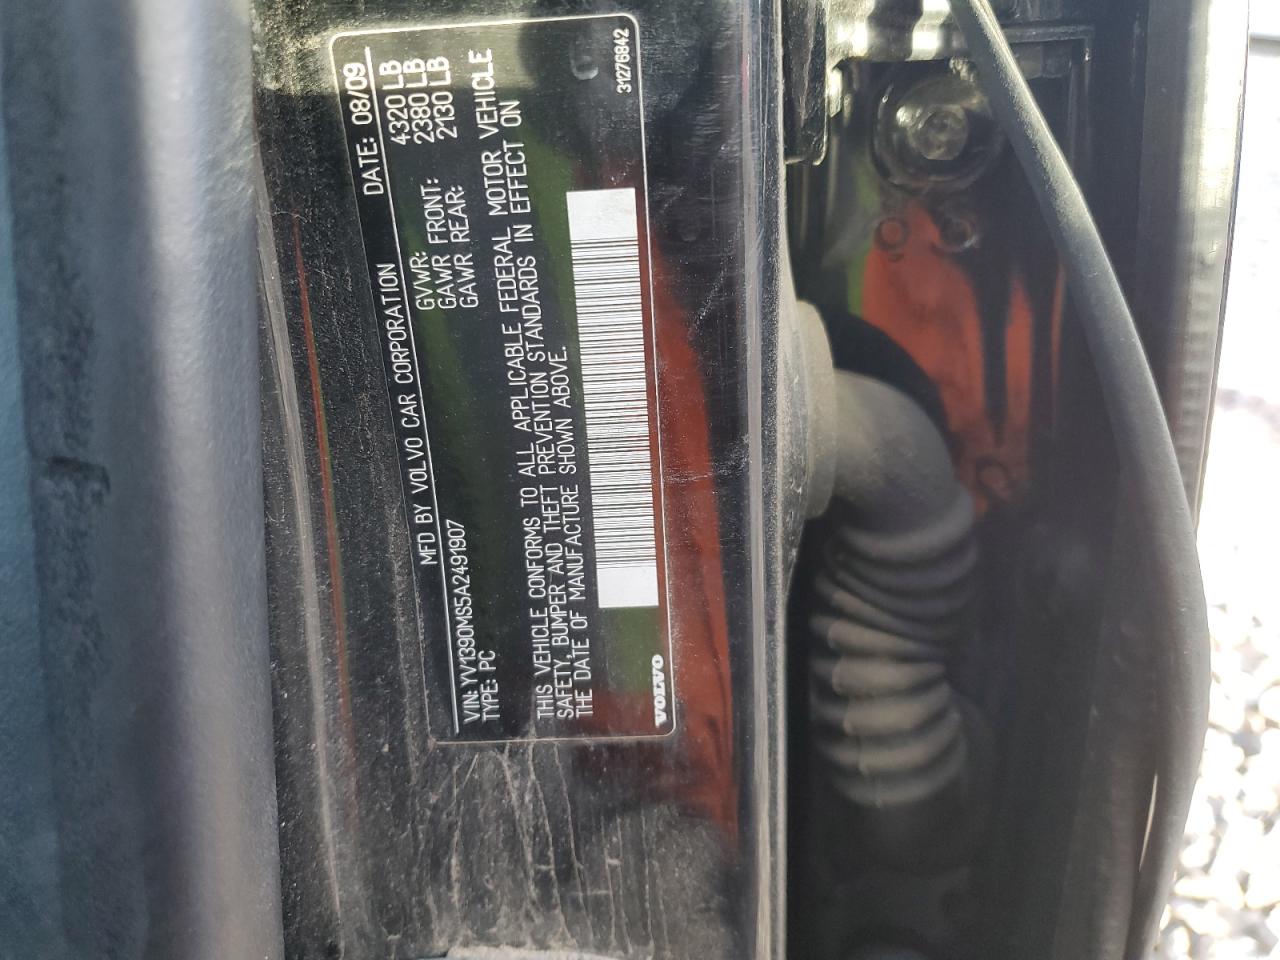 MFD BY VOLVO CAR CORPORATION DATE: 08/09
GVWR: 4320 LB
GAWR FRONT: 2380 LB
GAWR REAR: 2130 LB
VIN: YV1390MS5A2491907
TYPE: PC
THIS VEHICLE CONFORMS TO ALL APPLICABLE FEDERAL MOTOR VEHICLE
SAFETY, BUMPER AND THEFT PREVENTION STANDARDS IN EFFECT ON
THE DATE OF MANUFACTURE SHOWN ABOVE.
VOLVO
31276842